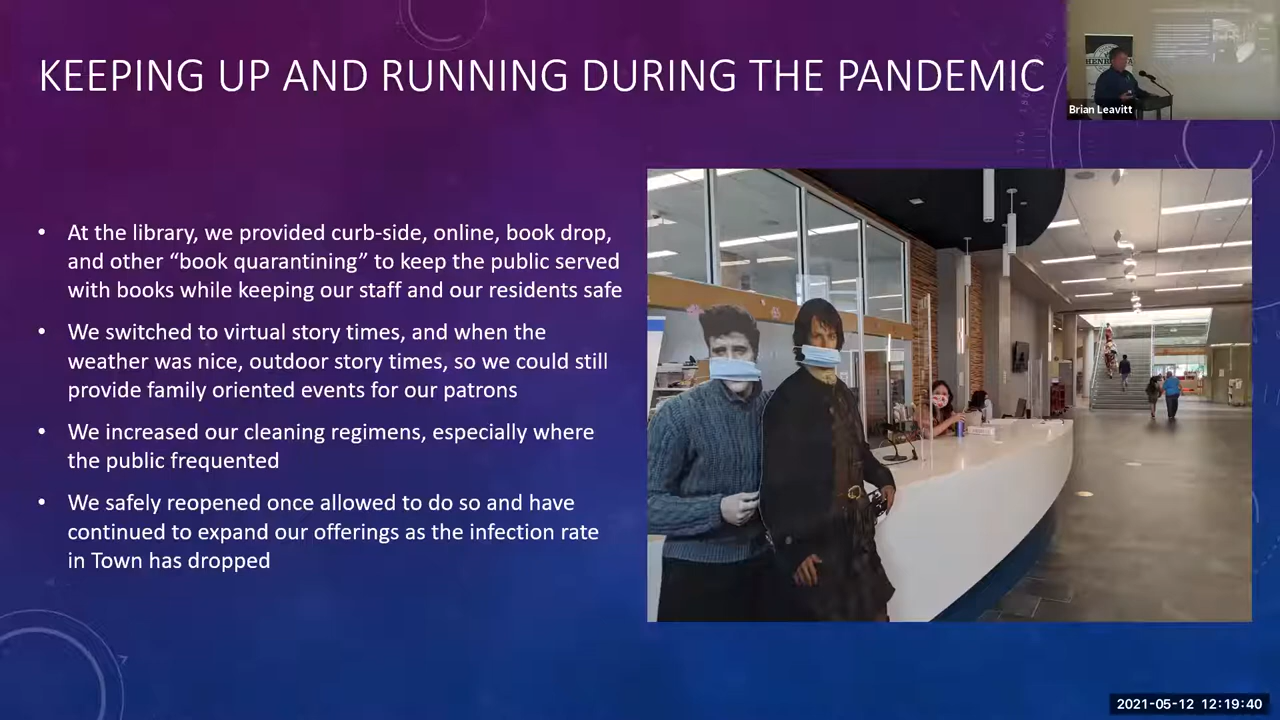 KEEPING UP AND RUNNING DURING THE PANDEMIC
Brian Leavitt
• At the library, we provided curb-side, online, book drop,
and other “book quarantining” to keep the public served
with books while keeping our staff and our residents safe
• We switched to virtual story times, and when the
weather was nice, outdoor story times, so we could still
provide family oriented events for our patrons
• We increased our cleaning regimens, especially where
the public frequented
• We safely reopened once allowed to do so and have
continued to expand our offerings as the infection rate
in Town has dropped
2021-05-12 12:19:40